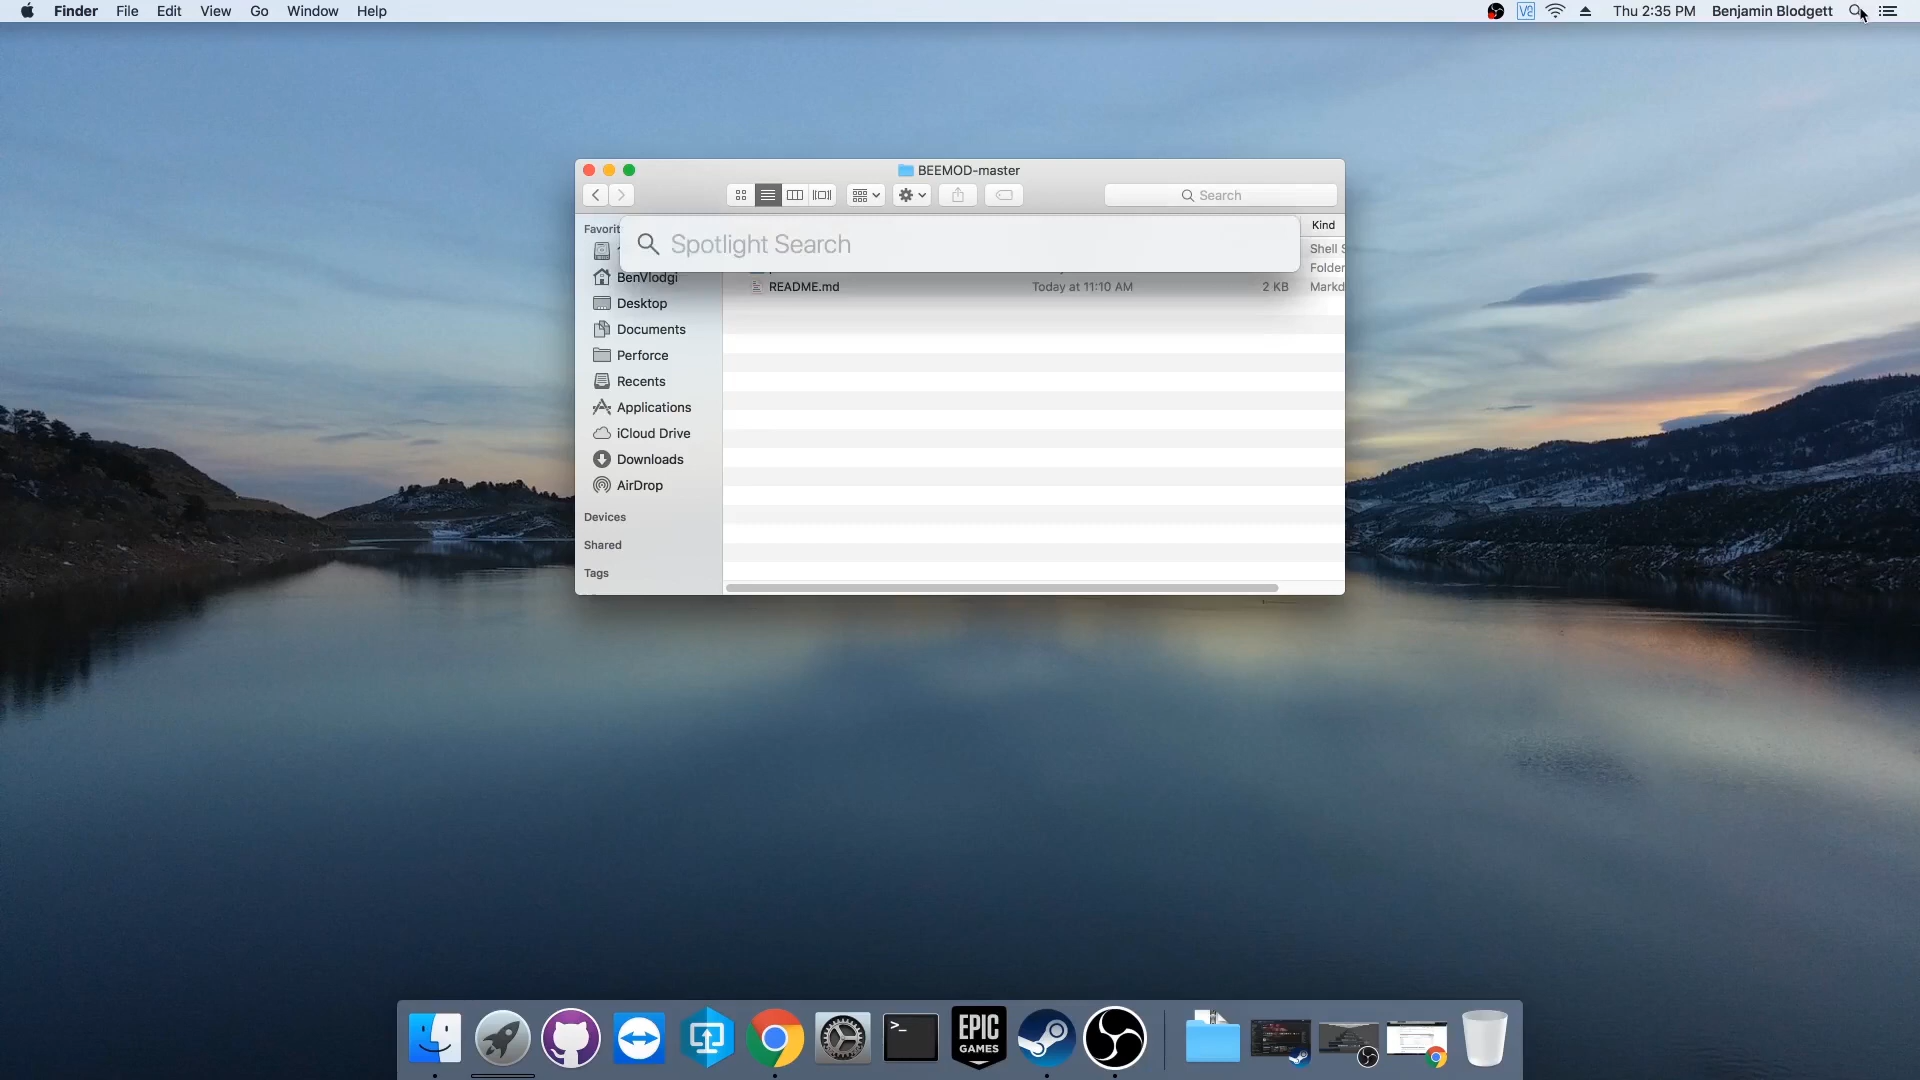 Finder File Edit View Go Window Help
Thu 2:35 PM Benjamin Blodgett
BEEMOD-master
Search
Kind
Spotlight Search
Shell S
Folder
BenVlodgi
README.md Today at 11:10 AM 2 KB Markd
Desktop
Documents
Perforce
Recents
Applications
iCloud Drive
Downloads
AirDrop
Devices
Shared
Tags
>_
EPIC
GAMES